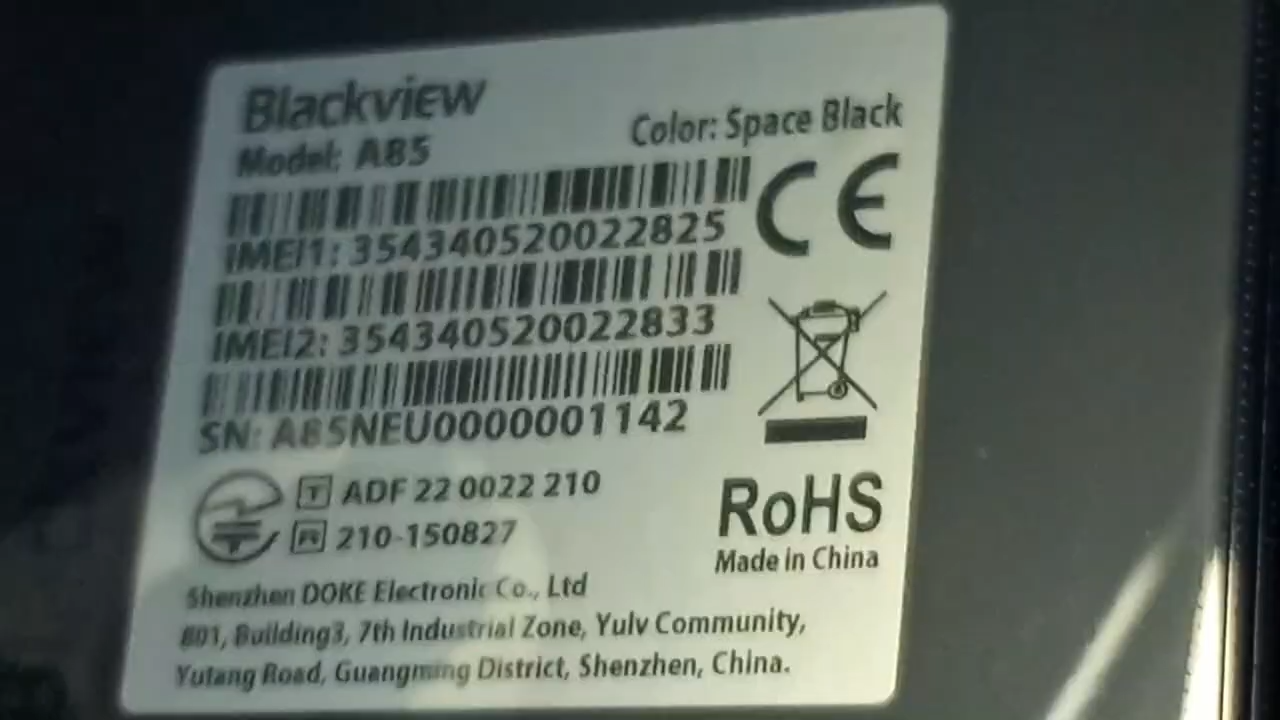 Blackview
Model: A85
Color: Space Black
CE
IMEI1: 354340520022825
IMEI2: 354340520022833
SN: A85NEU0000001142
T ADF 22 0022 210
R 210-150827
RoHS
Made in China
Shenzhen DOKE Electronic Co., Ltd
801, Building3, 7th Industrial Zone, Yulv Community,
Yutang Road, Guangming District, Shenzhen, China.